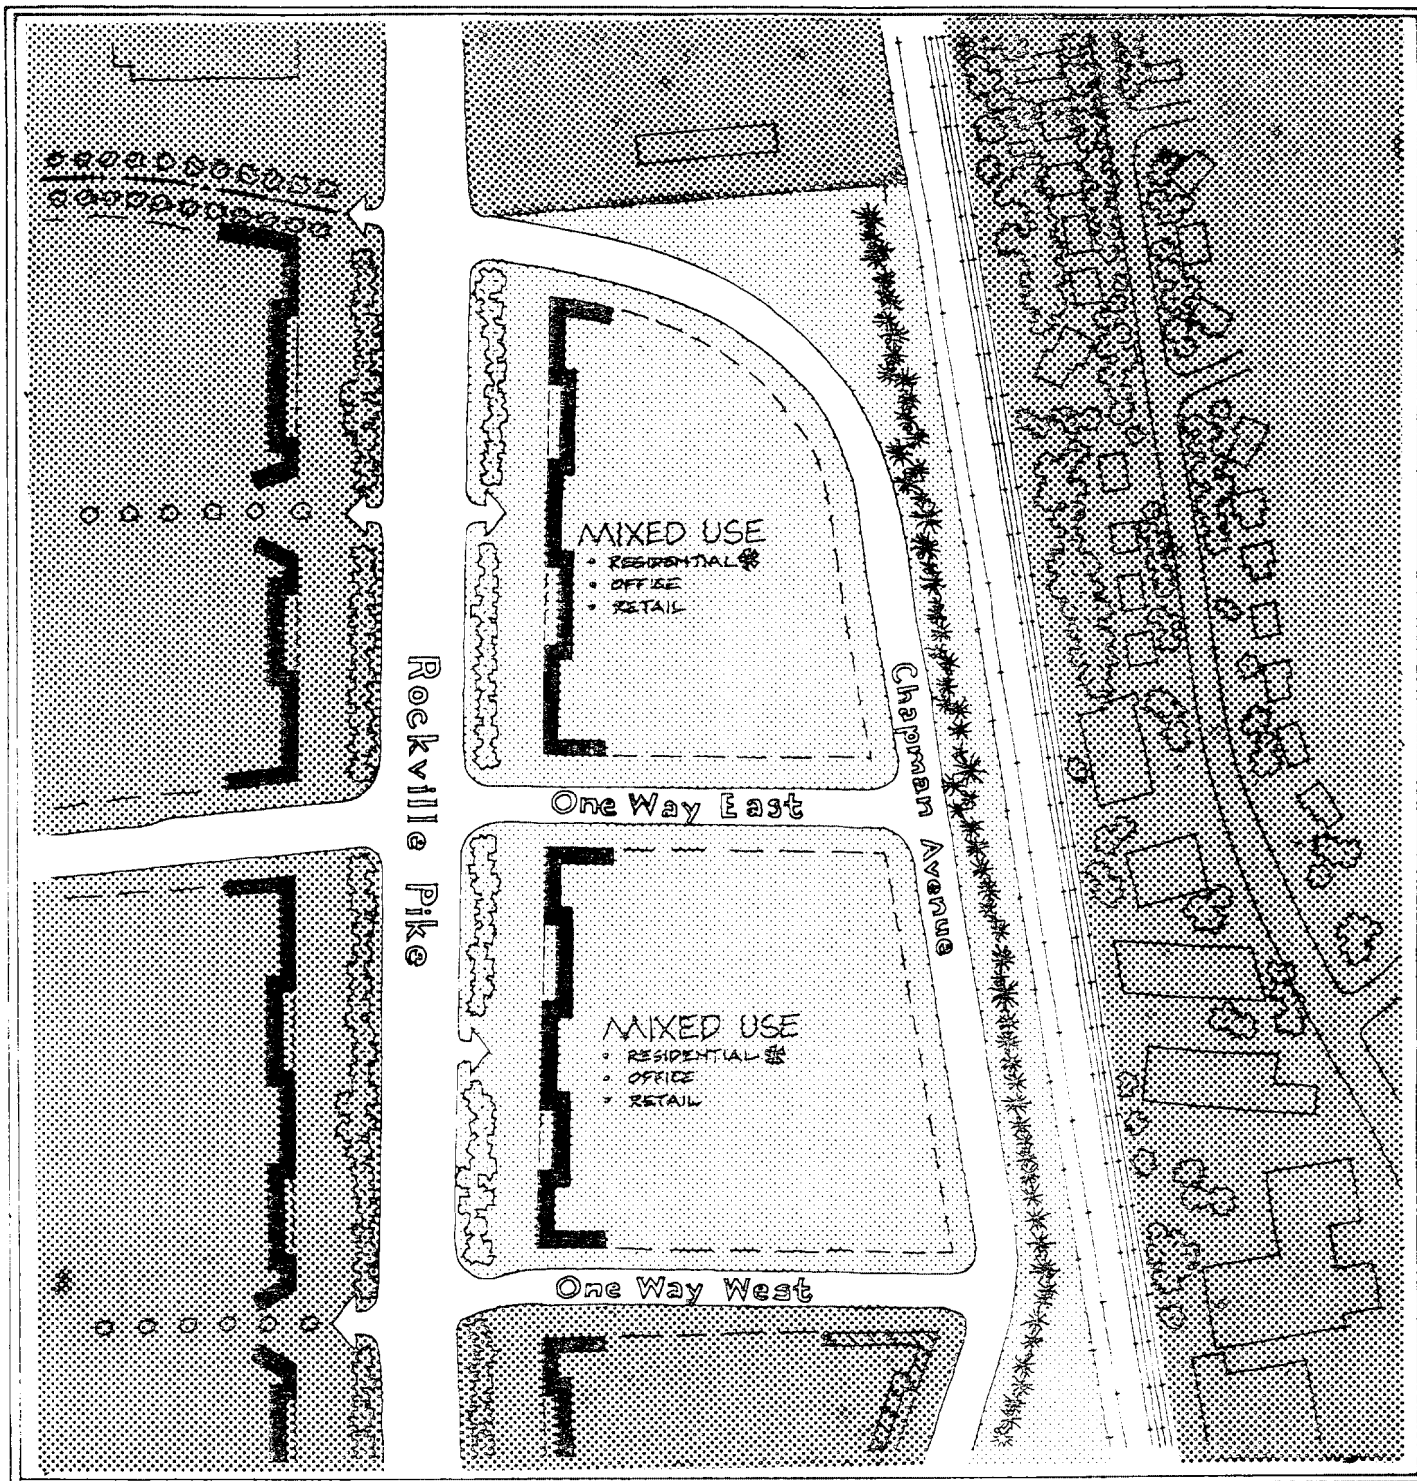 MIXED USE
• RESIDENTIAL
• OFFICE
• RETAIL
Rockville Pike
Chapman Avenue
One Way East
MIXED USE
• RESIDENTIAL
• OFFICE
• RETAIL
One Way West